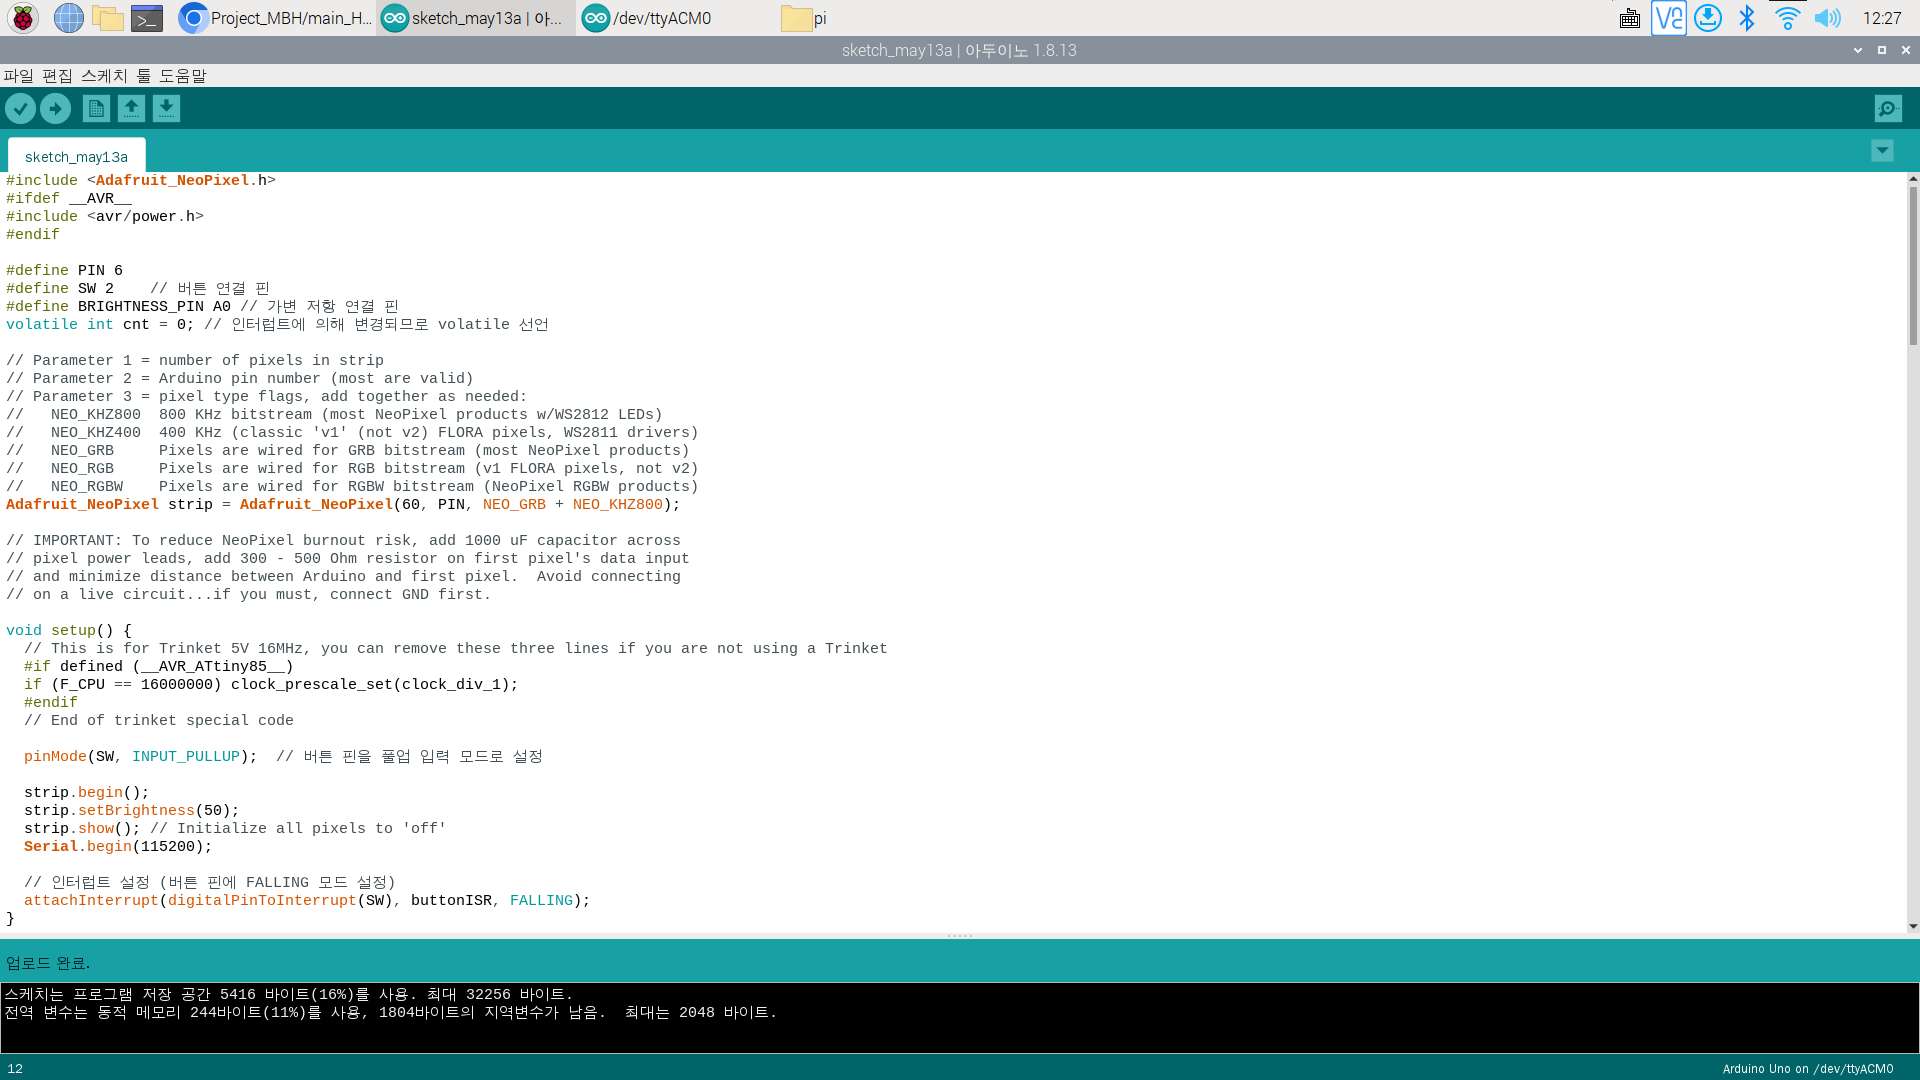 Project_MBH/main_H... sketch_may13a | 아... /dev/ttyACM0 pi 12:27
sketch_may13a | 아두이노 1.8.13
파일 편집 스케치 툴 도움말
sketch_may13a
#include <Adafruit_NeoPixel.h>
#ifdef __AVR__
#include <avr/power.h>
#endif
#define PIN 6
#define SW 2    // 버튼 연결 핀
#define BRIGHTNESS_PIN A0 // 가변 저항 연결 핀
volatile int cnt = 0; // 인터럽트에 의해 변경되므로 volatile 선언
// Parameter 1 = number of pixels in strip
// Parameter 2 = Arduino pin number (most are valid)
// Parameter 3 = pixel type flags, add together as needed:
//   NEO_KHZ800  800 KHz bitstream (most NeoPixel products w/WS2812 LEDs)
//   NEO_KHZ400  400 KHz (classic 'v1' (not v2) FLORA pixels, WS2811 drivers)
//   NEO_GRB     Pixels are wired for GRB bitstream (most NeoPixel products)
//   NEO_RGB     Pixels are wired for RGB bitstream (v1 FLORA pixels, not v2)
//   NEO_RGBW    Pixels are wired for RGBW bitstream (NeoPixel RGBW products)
Adafruit_NeoPixel strip = Adafruit_NeoPixel(60, PIN, NEO_GRB + NEO_KHZ800);
// IMPORTANT: To reduce NeoPixel burnout risk, add 1000 uF capacitor across
// pixel power leads, add 300 - 500 Ohm resistor on first pixel's data input
// and minimize distance between Arduino and first pixel.  Avoid connecting
// on a live circuit...if you must, connect GND first.
void setup() {
  // This is for Trinket 5V 16MHz, you can remove these three lines if you are not using a Trinket
  #if defined (__AVR_ATtiny85__)
  if (F_CPU == 16000000) clock_prescale_set(clock_div_1);
  #endif
  // End of trinket special code
  pinMode(SW, INPUT_PULLUP);  // 버튼 핀을 풀업 입력 모드로 설정
  strip.begin();
  strip.setBrightness(50);
  strip.show(); // Initialize all pixels to 'off'
  Serial.begin(115200);
  // 인터럽트 설정 (버튼 핀에 FALLING 모드 설정)
  attachInterrupt(digitalPinToInterrupt(SW), buttonISR, FALLING);
}
업로드 완료.
스케치는 프로그램 저장 공간 5416 바이트(16%)를 사용. 최대 32256 바이트.
전역 변수는 동적 메모리 244바이트(11%)를 사용, 1804바이트의 지역변수가 남음.  최대는 2048 바이트.
12 Arduino Uno on /dev/ttyACM0